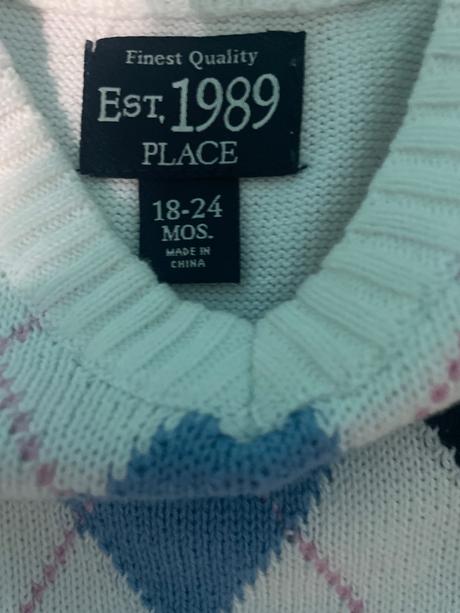 Finest Quality
EST. 1989
PLACE
18-24
MOS.
MADE IN
CHINA